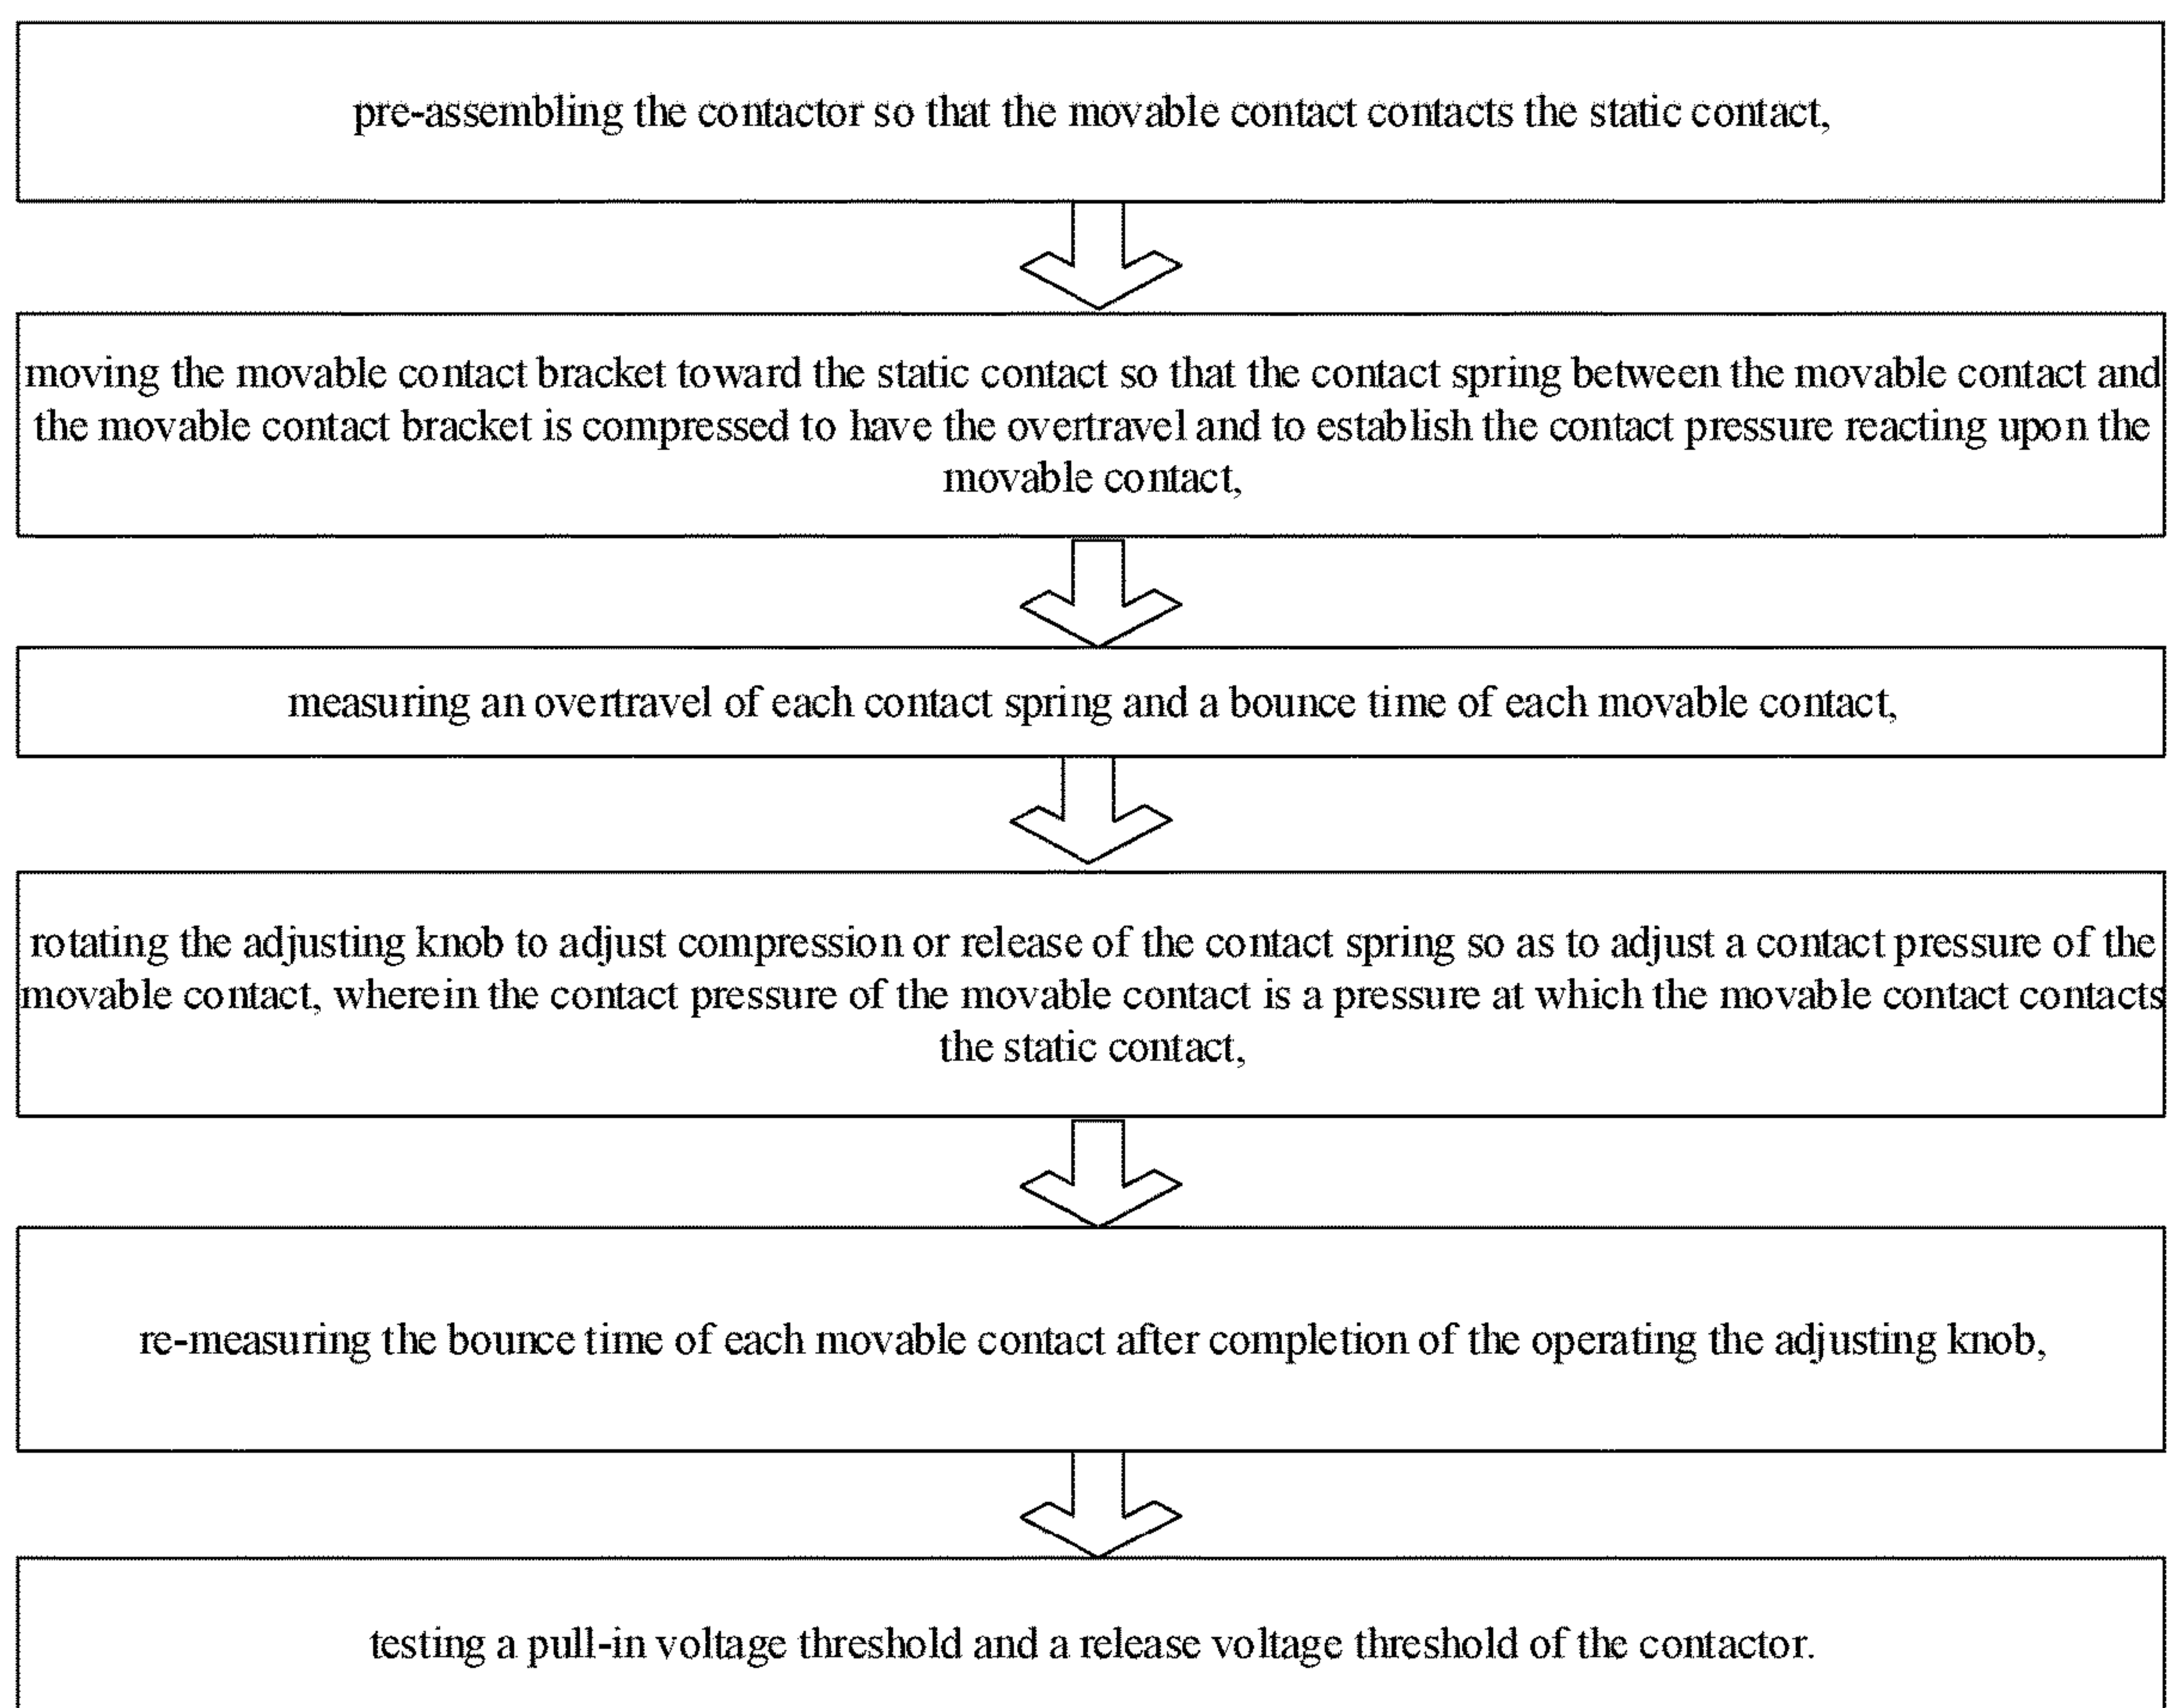 pre-assembling the contactor so that the movable contact contacts the static contact,
moving the movable contact bracket toward the static contact so that the contact spring between the movable contact and
the movable contact bracket is compressed to have the overtravel and to establish the contact pressure reacting upon the
movable contact,
measuring an overtravel of each contact spring and a bounce time of each movable contact,
rotating the adjusting knob to adjust compression or release of the contact spring so as to adjust a contact pressure of the
movable contact, wherein the contact pressure of the movable contact is a pressure at which the movable contact contacts
the static contact,
re-measuring the bounce time of each movable contact after completion of the operating the adjusting knob,
testing a pull-in voltage threshold and a release voltage threshold of the contactor.